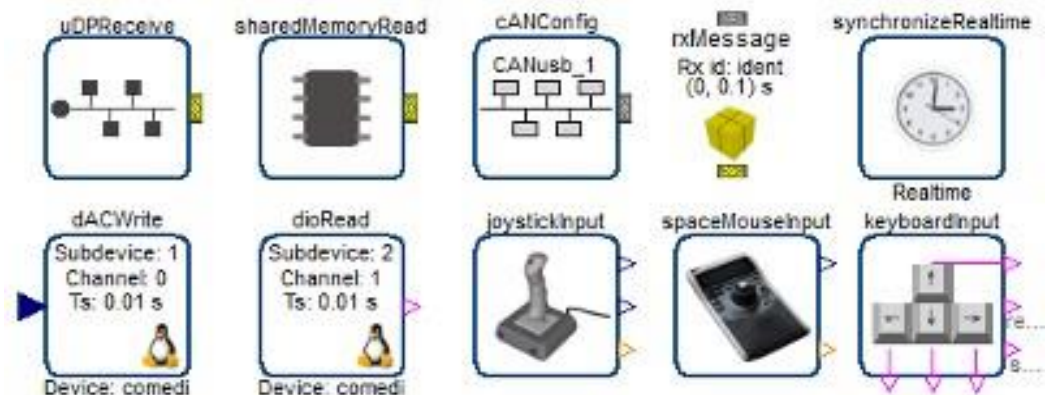 uDPReceive
sharedMemoryRead
cANConfig
CANusb_1
rxMessage
Rx id: ident
(0, 0.1) s
synchronizeRealtime
Realtime
dACWrite
Subdevice: 1
Channel: 0
Ts: 0.01 s
Device: comedi
dioRead
Subdevice: 2
Channel: 1
Ts: 0.01 s
Device: comedi
joystickInput
spaceMouseInput
keyboardInput
re...
s...